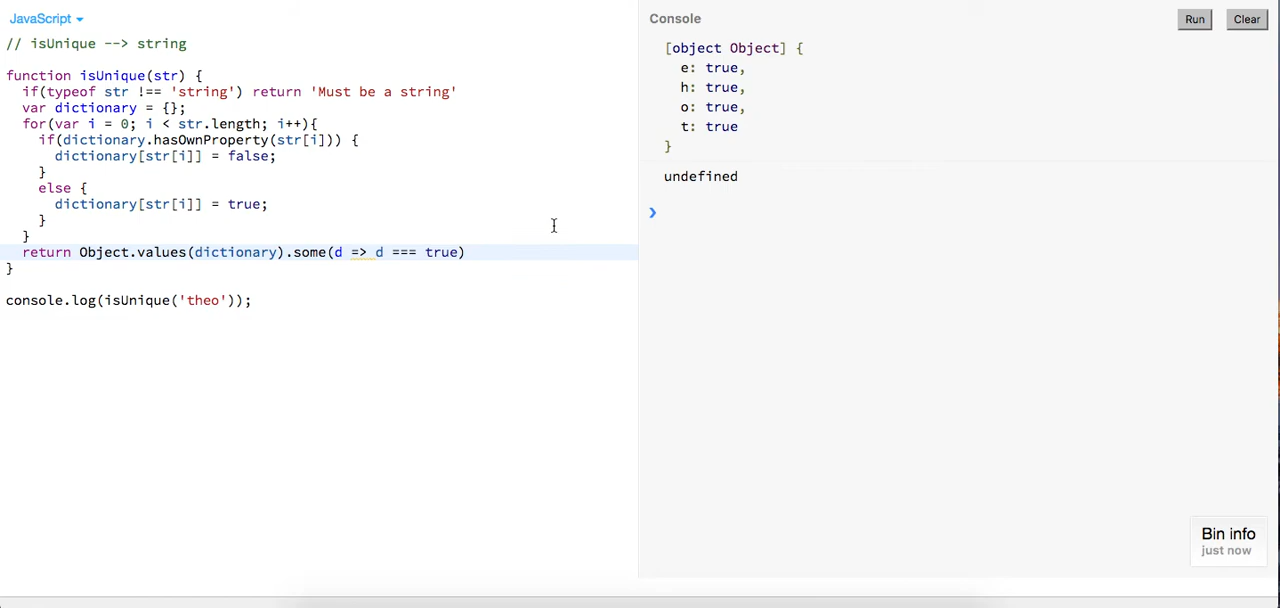 JavaScript
// isUnique --> string
function isUnique(str) {
if(typeof str !== 'string') return 'Must be a string'
var dictionary = {};
for(var i = 0; i < str.length; i++){
if(dictionary.hasOwnProperty(str[i])) {
dictionary[str[i]] = false;
}
else {
dictionary[str[i]] = true;
}
}
return Object.values(dictionary).some(d => d === true)
}
console.log(isUnique('theo'));
Console
Run
Clear
[object Object] {
e: true,
h: true,
o: true,
t: true
}
undefined
Bin info
just now